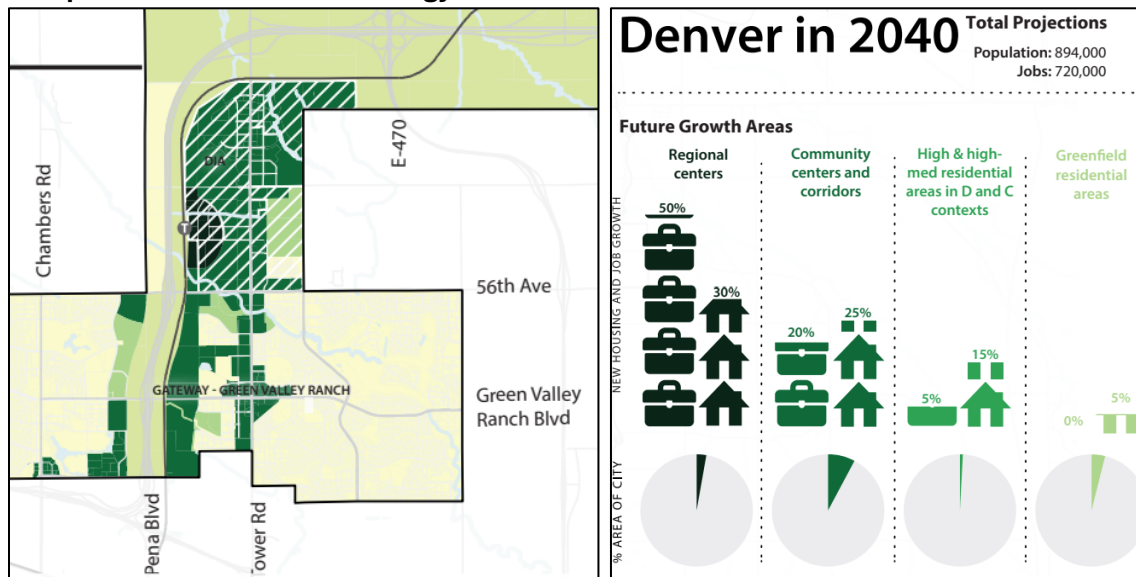 DIA
E-470
Chambers Rd
T
56th Ave
GATEWAY - GREEN VALLEY RANCH
Green Valley
Ranch Blvd
Pena Blvd
Denver in 2040
Total Projections
Population: 894,000
Jobs: 720,000
Future Growth Areas
Regional
centers
Community
centers and
corridors
High & high-
med residential
areas in D and C
contexts
Greenfield
residential
areas
NEW HOUSING AND JOB GROWTH
50%
30%
20%
25%
5%
15%
0%
5%
% AREA OF CITY